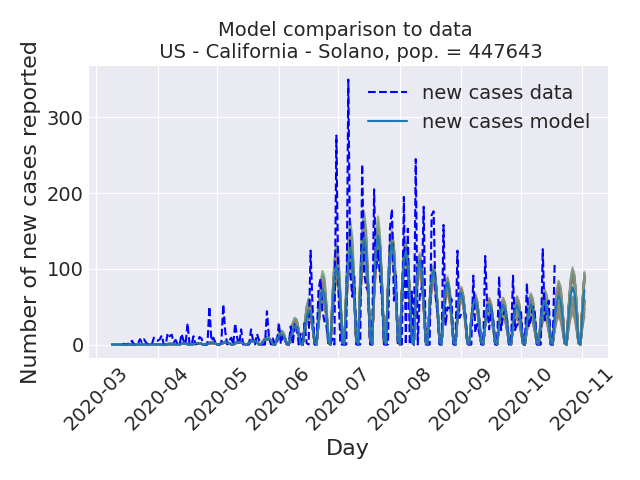 Model comparison to data
US - California - Solano, pop. = 447643
Number of new cases reported
300
200
100
0
new cases data
new cases model
2020-03
2020-04
2020-05
2020-06
2020-07
2020-08
2020-09
2020-10
2020-11
Day